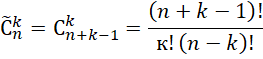 C̃ₙᵏ = Cₙ₊ₖ₋₁ᵏ = (n + k − 1)! / к! (n − k)!